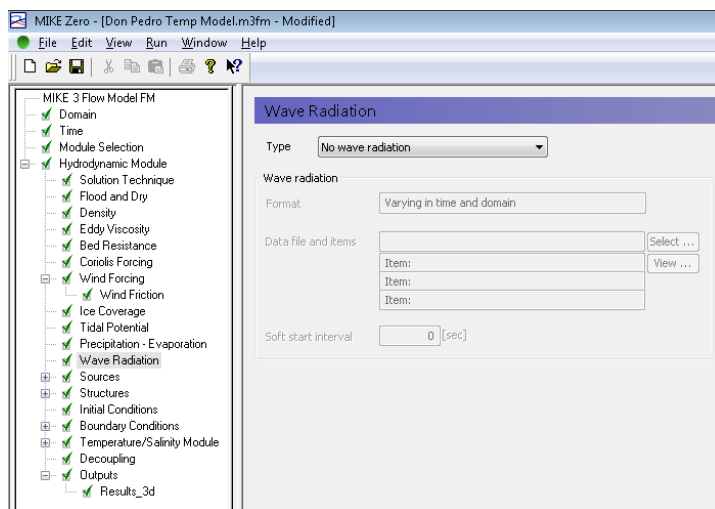 MIKE Zero - [Don Pedro Temp Model.m3fm - Modified]
File Edit View Run Window Help
MIKE 3 Flow Model FM
Domain
Time
Module Selection
Hydrodynamic Module
Solution Technique
Flood and Dry
Density
Eddy Viscosity
Bed Resistance
Coriolis Forcing
Wind Forcing
Wind Friction
Ice Coverage
Tidal Potential
Precipitation - Evaporation
Wave Radiation
Sources
Structures
Initial Conditions
Boundary Conditions
Temperature/Salinity Module
Decoupling
Outputs
Results_3d
Wave Radiation
Type No wave radiation
Wave radiation
Format Varying in time and domain
Data file and items Select ...
Item: View ...
Item:
Item:
Soft start interval 0 [sec]